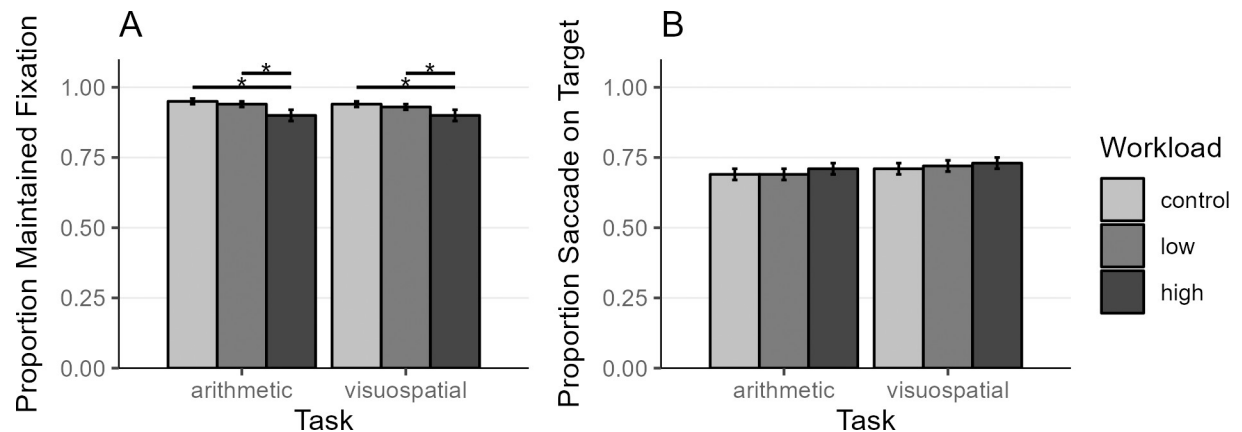 A
Proportion Maintained Fixation
1.00
0.75
0.50
0.25
0.00
* *
* *
arithmetic visuospatial
Task
B
Proportion Saccade on Target
1.00
0.75
0.50
0.25
0.00
arithmetic visuospatial
Task
Workload
control
low
high